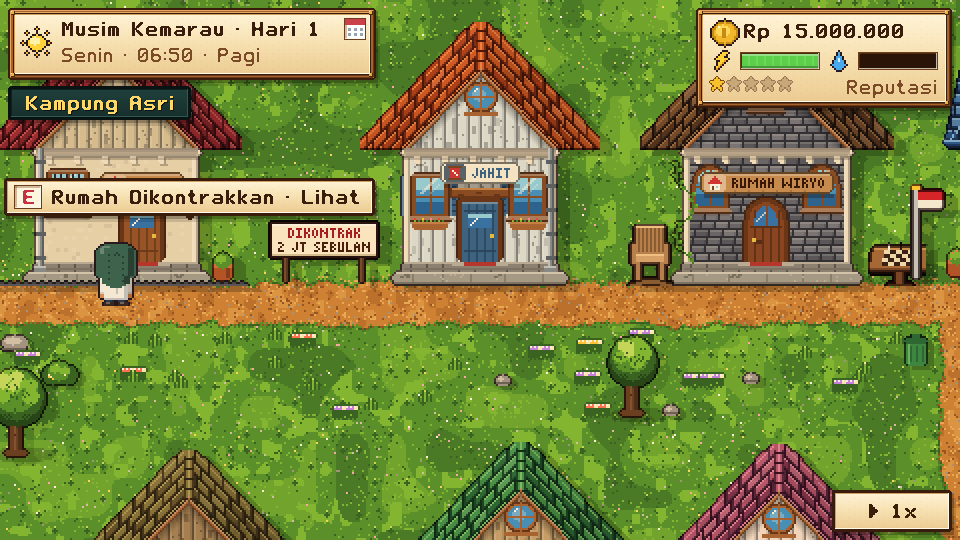 Musim Kemarau · Hari 1
Senin · 06:50 · Pagi
Rp 15.000.000
Reputasi
Kampung Asri
E Rumah Dikontrakkan · Lihat
JAHIT
RUMAH WIRYO
DIKONTRAK
2 JT SEBULAN
1x